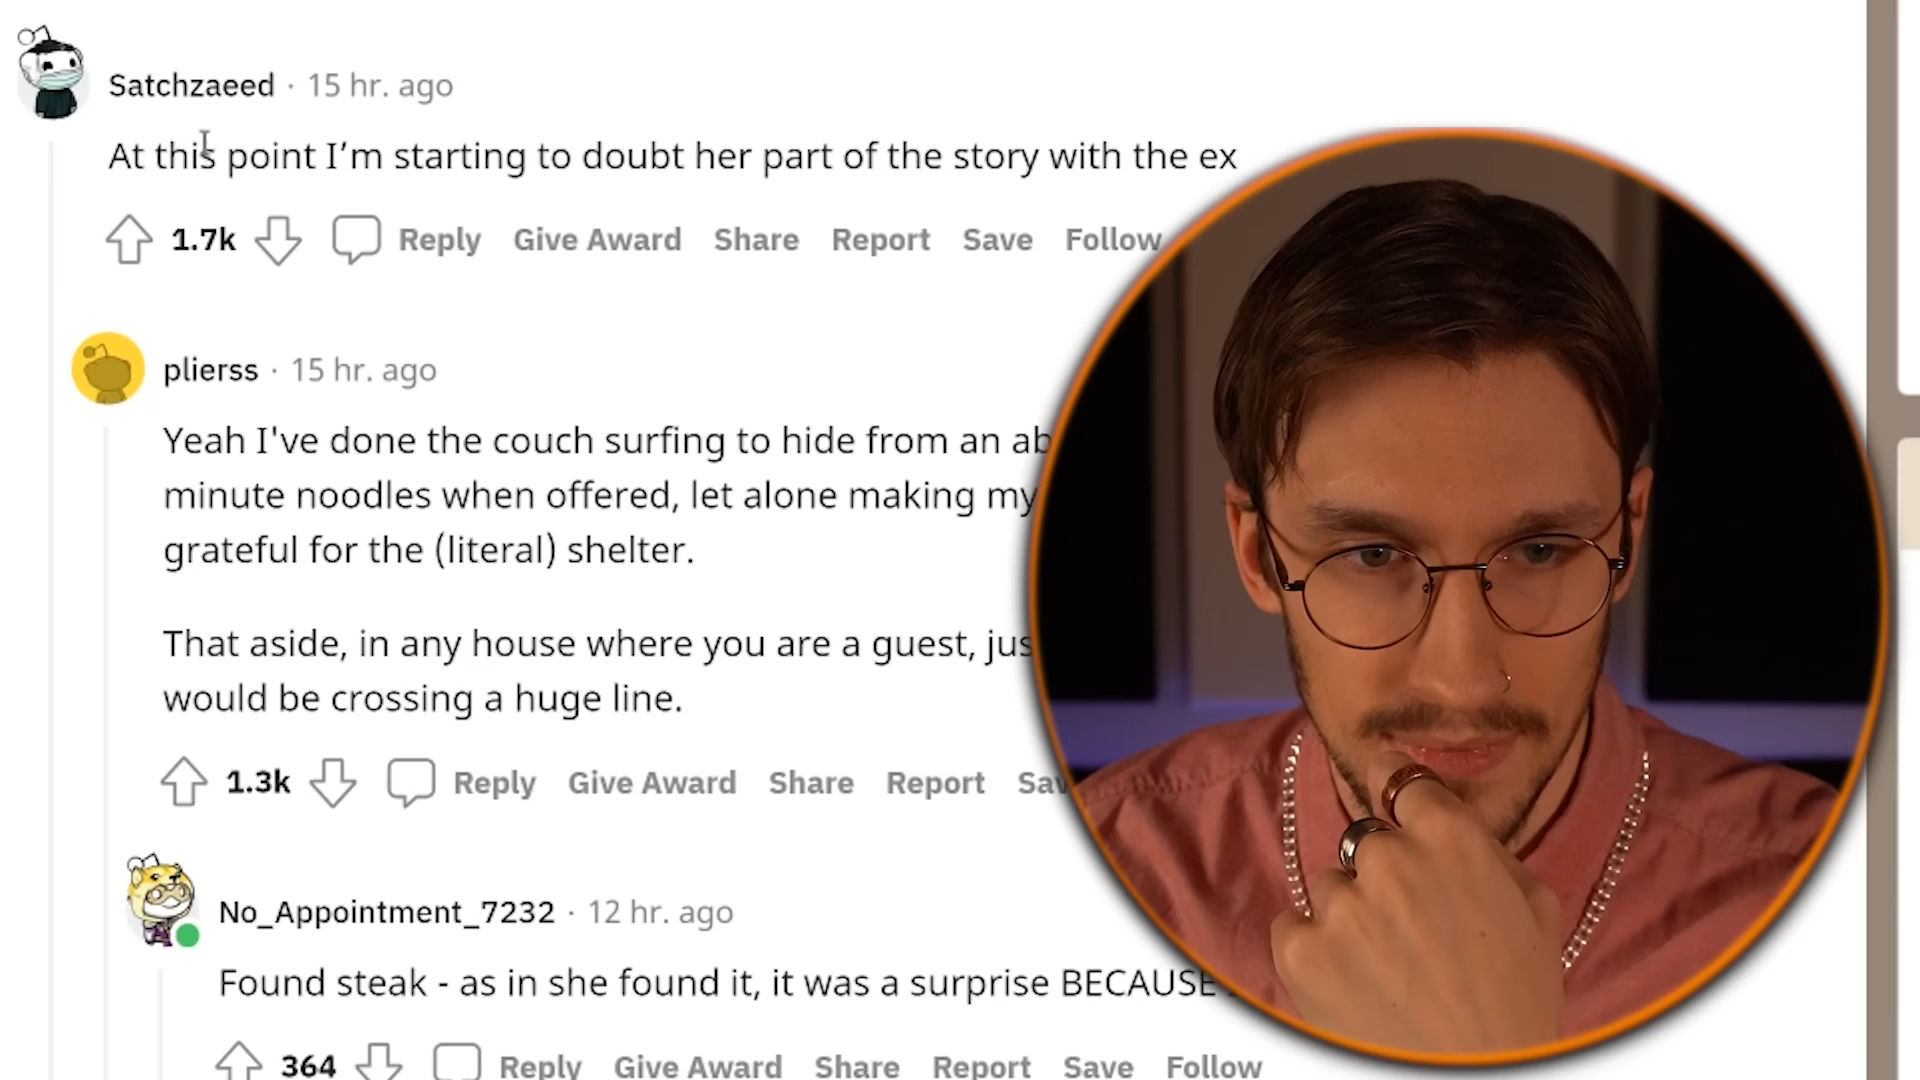 Satchzaeed · 15 hr. ago
At this point I’m starting to doubt her part of the story with the ex
1.7k Reply Give Award Share Report Save Follow
plierss · 15 hr. ago
Yeah I've done the couch surfing to hide from an
minute noodles when offered, let alone making my
grateful for the (literal) shelter.
That aside, in any house where you are a guest,
would be crossing a huge line.
1.3k Reply Give Award Share Report
No_Appointment_7232 · 12 hr. ago
Found steak - as in she found it, it was a surprise BECAUSE
364 Reply Give Award Share Report Save Follow